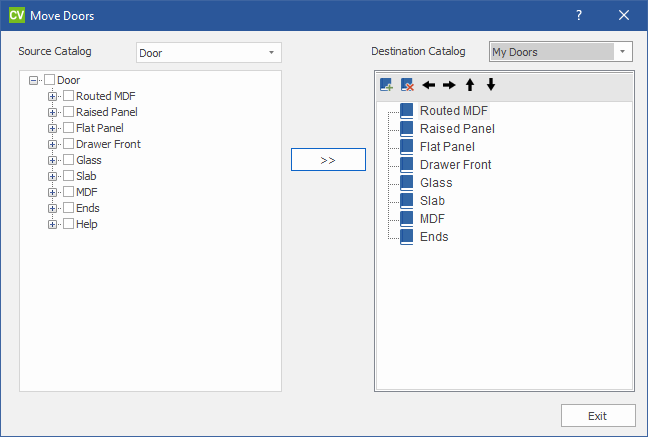 CV Move Doors ?
Source Catalog Door
Destination Catalog My Doors
Door
Routed MDF
Raised Panel
Flat Panel
Drawer Front
Glass
Slab
MDF
Ends
Help
>>
Routed MDF
Raised Panel
Flat Panel
Drawer Front
Glass
Slab
MDF
Ends
Exit